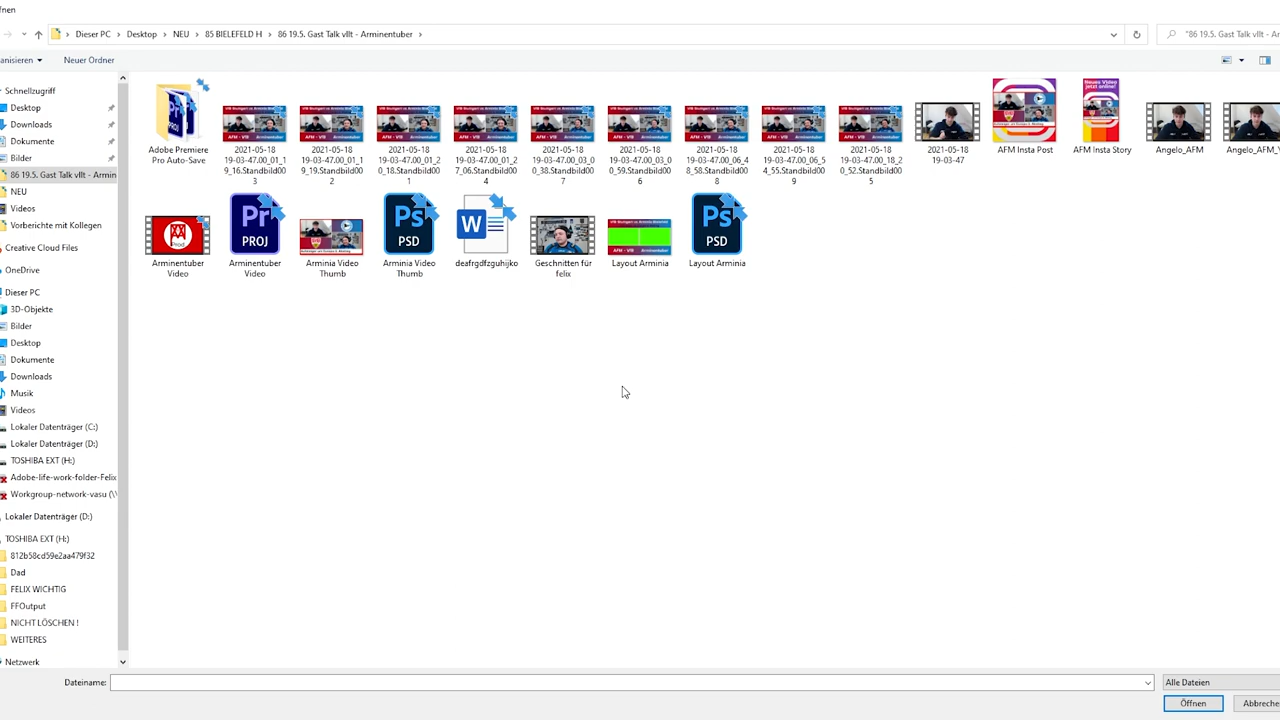 fnen
Dieser PC
Desktop
NEU
85 BIELEFELD H
86 19.5. Gast Talk vllt - Arminentuber
"86 19.5. Gast Talk vllt - Ar
anisieren
Neuer Ordner
Schnellzugriff
Desktop
Downloads
Dokumente
Bilder
86 19.5. Gast Talk vllt - Armin
NEU
Videos
Vorberichte mit Kollegen
Creative Cloud Files
OneDrive
Dieser PC
3D-Objekte
Bilder
Desktop
Dokumente
Downloads
Musik
Videos
Lokaler Datenträger (C:)
Lokaler Datenträger (D:)
TOSHIBA EXT (H:)
Adobe-life-work-folder-Felix
Workgroup-network-vasu (\\
Lokaler Datenträger (D:)
TOSHIBA EXT (H:)
812b58cd59e2aa479f32
Dad
FELIX WICHTIG
FFOutput
NICHT LÖSCHEN !
WEITERES
Netzwerk
Adobe Premiere
Pro Auto-Save
2021-05-18
19-03-47.00_01_1
9_16.Standbild00
3
2021-05-18
19-03-47.00_01_1
9_19.Standbild00
2
2021-05-18
19-03-47.00_01_2
0_18.Standbild00
1
2021-05-18
19-03-47.00_01_2
7_06.Standbild00
4
2021-05-18
19-03-47.00_03_0
0_38.Standbild00
7
2021-05-18
19-03-47.00_03_0
0_59.Standbild00
6
2021-05-18
19-03-47.00_06_4
8_58.Standbild00
8
2021-05-18
19-03-47.00_06_5
4_55.Standbild00
9
2021-05-18
19-03-47.00_18_2
0_52.Standbild00
5
2021-05-18
19-03-47
AFM Insta Post
Neues Video
jetzt online!
AFM Insta Story
Angelo_AFM
Angelo_AFM_
Arminentuber
Video
Pr
PROJ
Arminentuber
Video
Arminia Video
Thumb
Ps
PSD
Arminia Video
Thumb
W
deafrgdfzguhijko
Geschnitten für
felix
Layout Arminia
Ps
PSD
Layout Arminia
Dateiname:
Alle Dateien
Öffnen
Abbreche